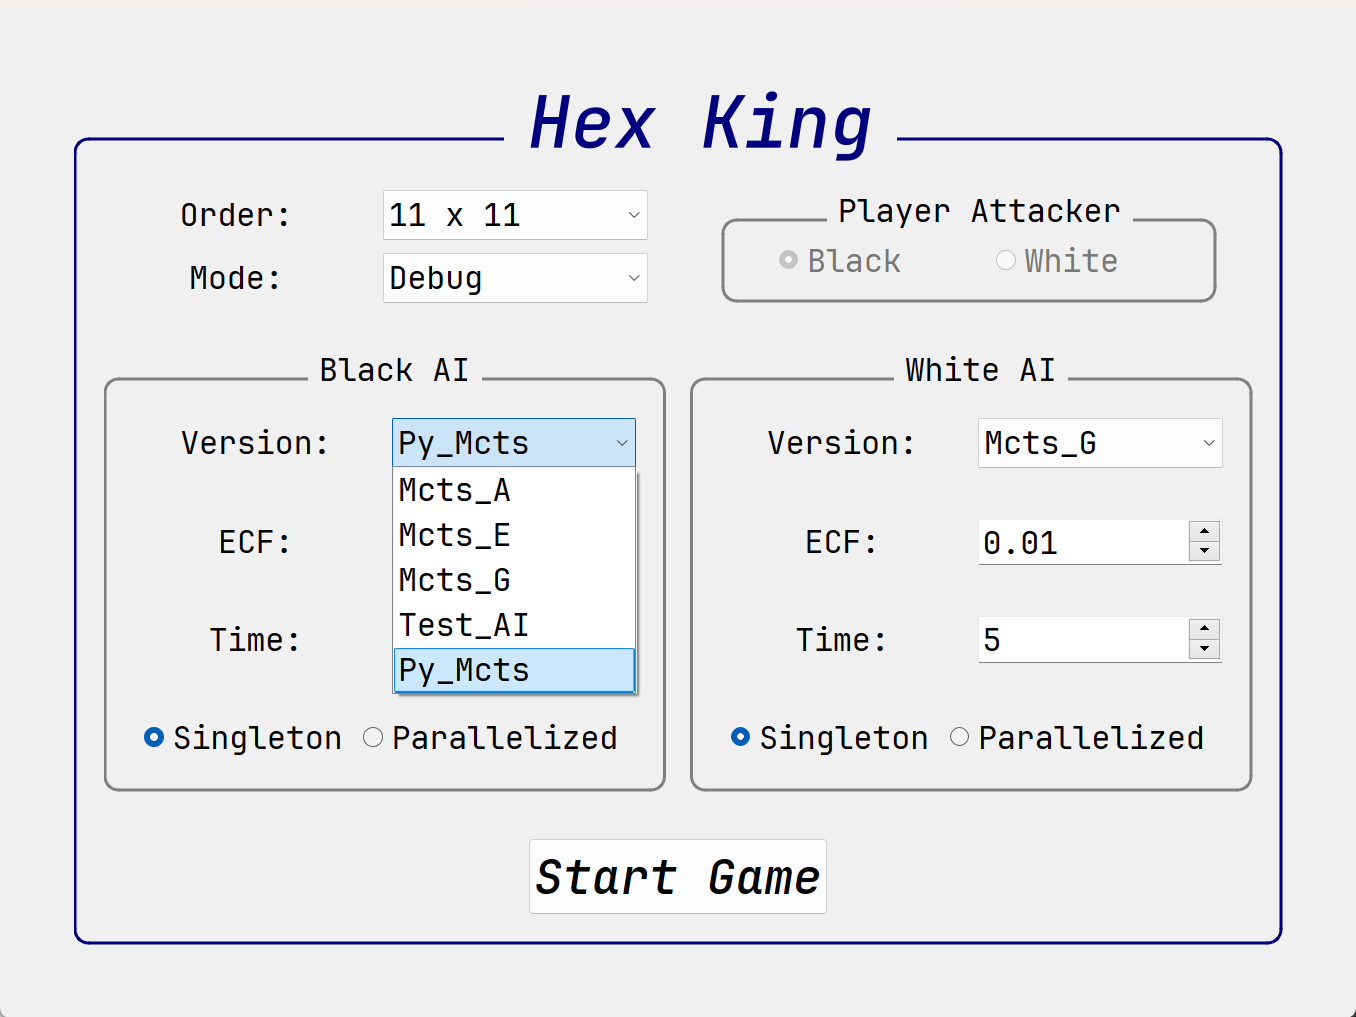 Hex King
Order: 11 x 11
Mode: Debug
Player Attacker
Black White
Black AI
Version: Py_Mcts
Mcts_A
Mcts_E
Mcts_G
Test_AI
Py_Mcts
ECF:
Time:
Singleton Parallelized
White AI
Version: Mcts_G
ECF: 0.01
Time: 5
Singleton Parallelized
Start Game